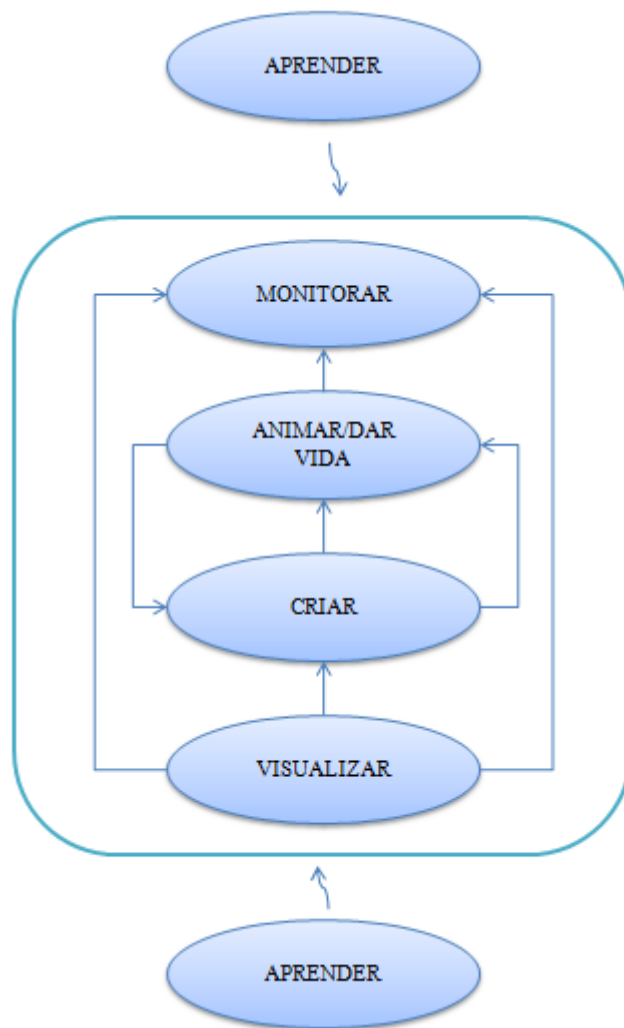 APRENDER
MONITORAR
ANIMAR/DAR
VIDA
CRIAR
VISUALIZAR
APRENDER